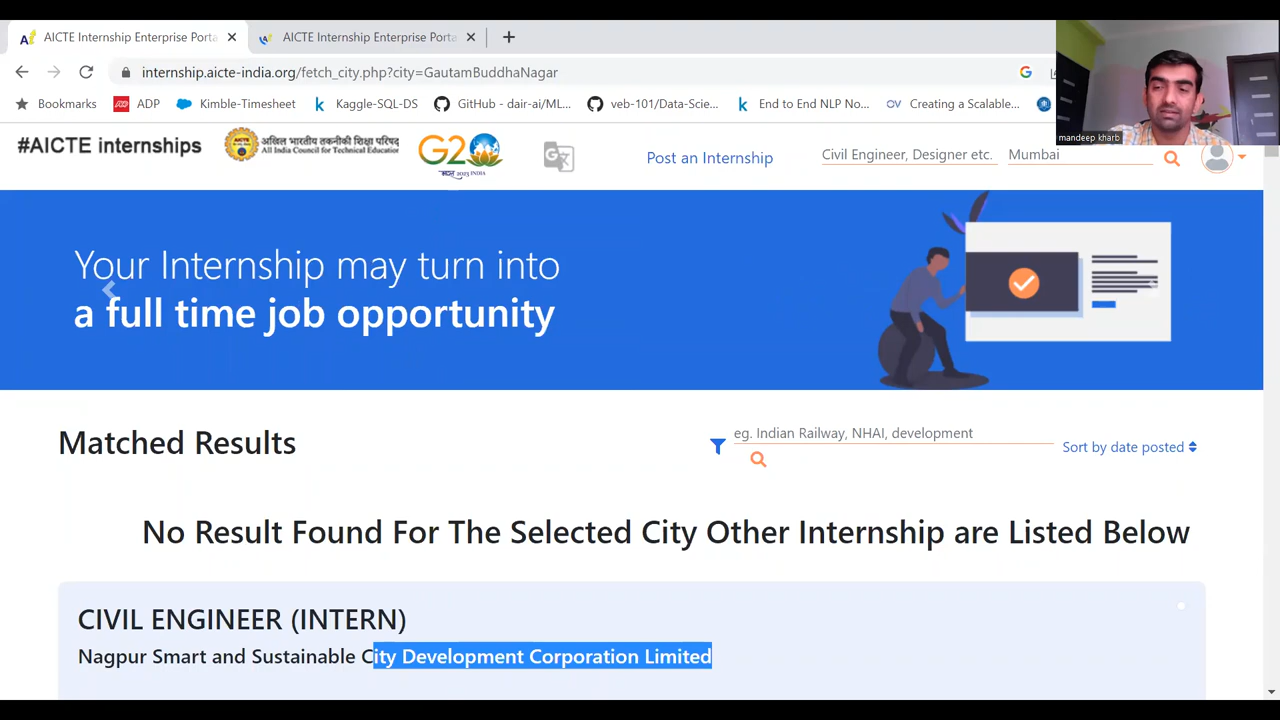 AICTE Internship Enterprise Porta
AICTE Internship Enterprise Porta
internship.aicte-india.org/fetch_city.php?city=GautamBuddhaNagar
Bookmarks
ADP
Kimble-Timesheet
Kaggle-SQL-DS
GitHub - dair-ai/ML...
veb-101/Data-Scie...
End to End NLP No...
Creating a Scalable...
mandeep kharb
#AICTE internships
अखिल भारतीय तकनीकी शिक्षा परिषद्
All India Council for Technical Education
G20
2023 INDIA
Post an Internship
Civil Engineer, Designer etc.
Mumbai
Your Internship may turn into
a full time job opportunity
Matched Results
eg. Indian Railway, NHAI, development
Sort by date posted
No Result Found For The Selected City Other Internship are Listed Below
CIVIL ENGINEER (INTERN)
Nagpur Smart and Sustainable City Development Corporation Limited